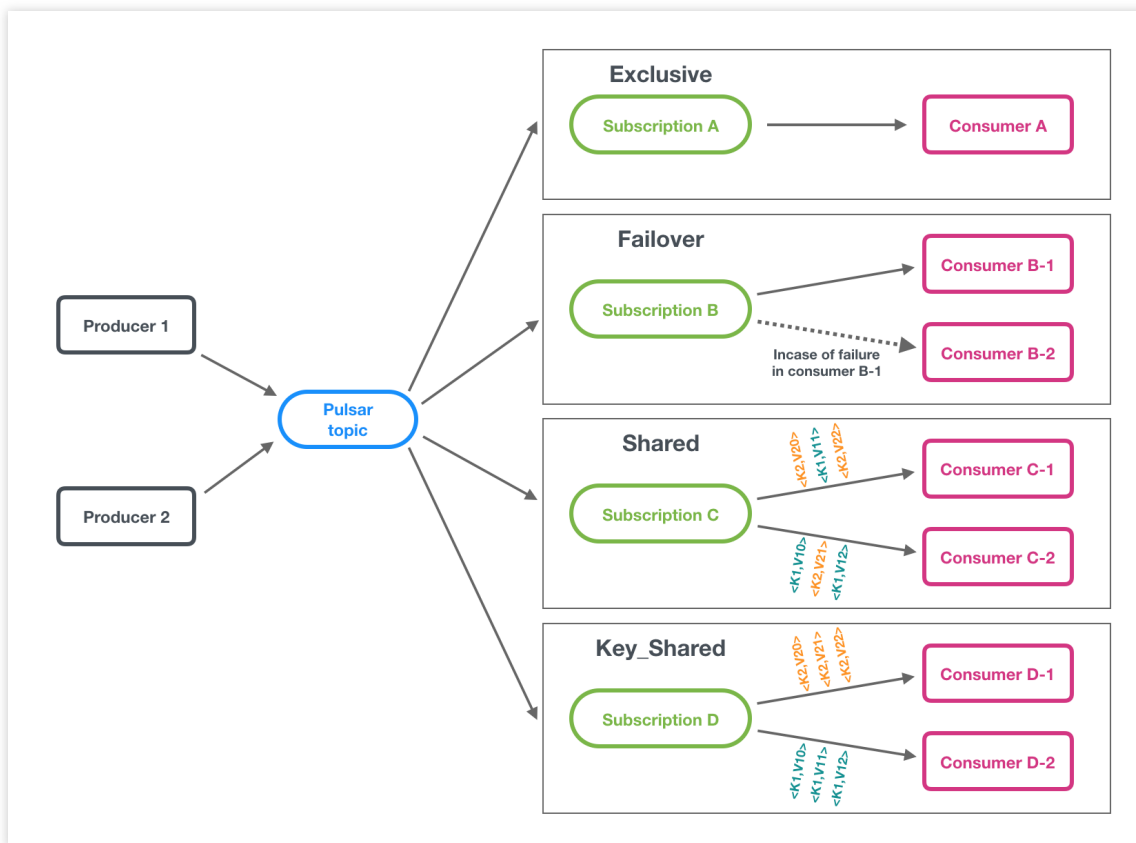 Exclusive
Subscription A
Consumer A
Failover
Subscription B
Consumer B-1
Consumer B-2
Incase of failure
in consumer B-1
Producer 1
Producer 2
Pulsar
topic
Shared
Subscription C
<K2,V20>
<K1,V11>
<K2,V22>
Consumer C-1
<K1,V10>
<K2,V21>
<K1,V12>
Consumer C-2
Key_Shared
Subscription D
<K2,V20>
<K2,V21>
<K2,V22>
Consumer D-1
<K1,V10>
<K1,V11>
<K1,V12>
Consumer D-2